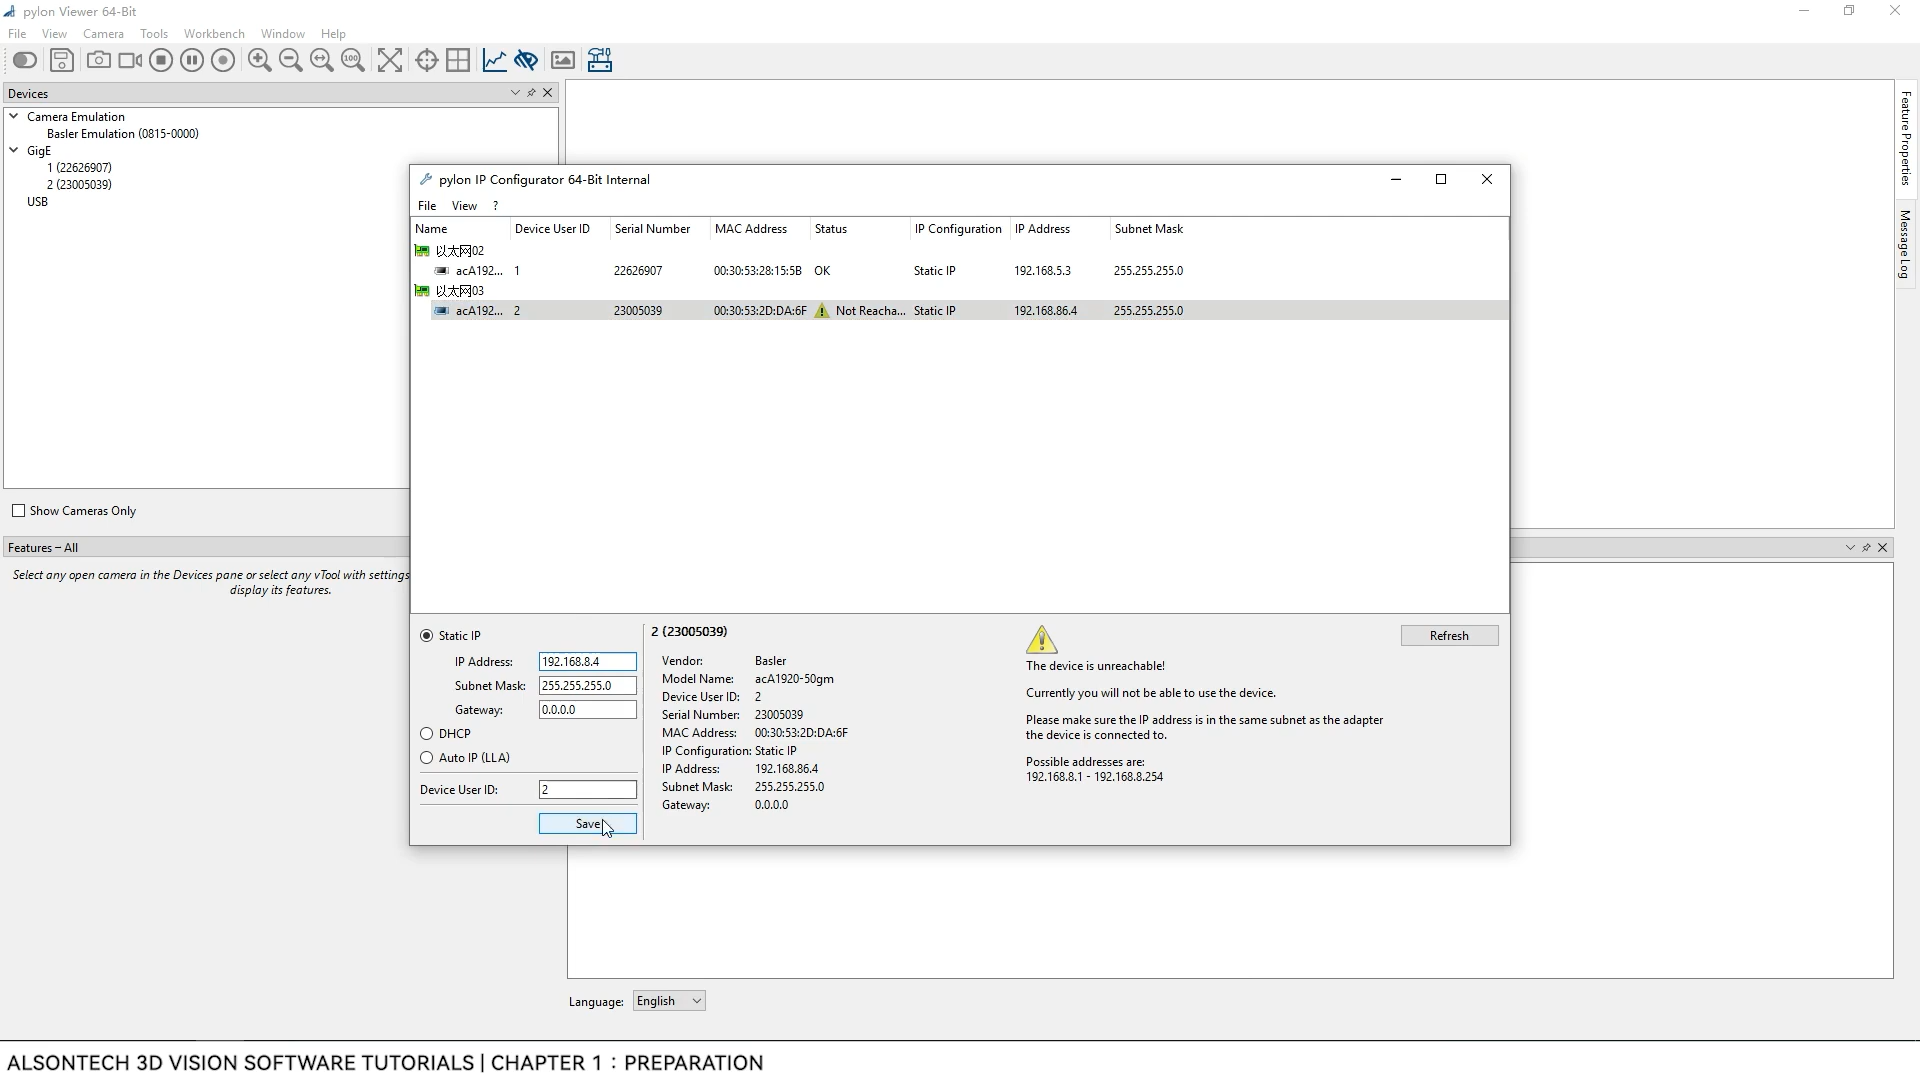 pylon Viewer 64-Bit
File View Camera Tools Workbench Window Help
Devices
Camera Emulation
Basler Emulation (0815-0000)
GigE
1 (22626907)
2 (23005039)
USB
Show Cameras Only
Features - All
Select any open camera in the Devices pane or select any vTool with settings
display its features.
Feature Properties
Message Log
pylon IP Configurator 64-Bit Internal
File View ?
Name Device User ID Serial Number MAC Address Status IP Configuration IP Address Subnet Mask
以太网02
acA192... 1 22626907 00:30:53:28:15:5B OK Static IP 192.168.5.3 255.255.255.0
以太网03
acA192... 2 23005039 00:30:53:2D:DA:6F Not Reacha... Static IP 192.168.86.4 255.255.255.0
Static IP
IP Address: 192.168.8.4
Subnet Mask: 255.255.255.0
Gateway: 0.0.0.0
DHCP
Auto IP (LLA)
Device User ID: 2
Save
2 (23005039)
Vendor: Basler
Model Name: acA1920-50gm
Device User ID: 2
Serial Number: 23005039
MAC Address: 00:30:53:2D:DA:6F
IP Configuration: Static IP
IP Address: 192.168.86.4
Subnet Mask: 255.255.255.0
Gateway: 0.0.0.0
The device is unreachable!
Currently you will not be able to use the device.
Please make sure the IP address is in the same subnet as the adapter
the device is connected to.
Possible addresses are:
192.168.8.1 - 192.168.8.254
Refresh
Language: English
ALSONTECH 3D VISION SOFTWARE TUTORIALS | CHAPTER 1 : PREPARATION